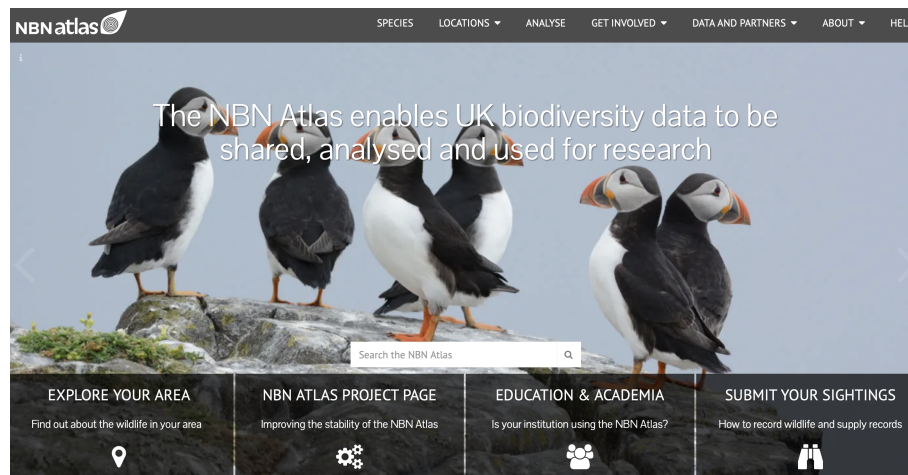 NBN atlas
SPECIES LOCATIONS ANALYSE GET INVOLVED DATA AND PARTNERS ABOUT HEL
i
The NBN Atlas enables UK biodiversity data to be
shared, analysed and used for research
Search the NBN Atlas
EXPLORE YOUR AREA
Find out about the wildlife in your area
NBN ATLAS PROJECT PAGE
Improving the stability of the NBN Atlas
EDUCATION & ACADEMIA
Is your institution using the NBN Atlas?
SUBMIT YOUR SIGHTINGS
How to record wildlife and supply records